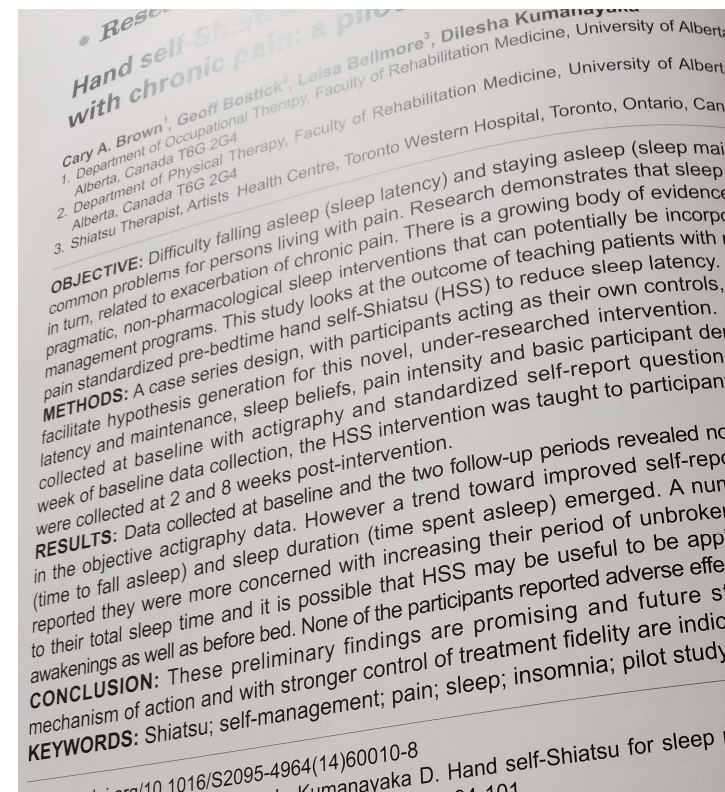 • Rese
Hand self-Shiatsu
with chronic pain: a pilot
Cary A. Brown1, Geoff Bostick2, Leisa Bellmore3, Dilesha Kumanayaka
1. Department of Occupational Therapy, Faculty of Rehabilitation Medicine, University of Alberta
Alberta, Canada T6G 2G4
2. Department of Physical Therapy, Faculty of Rehabilitation Medicine, University of Albert
Alberta, Canada T6G 2G4
3. Shiatsu Therapist, Artists Health Centre, Toronto Western Hospital, Toronto, Ontario, Can
OBJECTIVE: Difficulty falling asleep (sleep latency) and staying asleep (sleep mai
common problems for persons living with pain. Research demonstrates that sleep
in turn, related to exacerbation of chronic pain. There is a growing body of evidence
pragmatic, non-pharmacological sleep interventions that can potentially be incorpo
management programs. This study looks at the outcome of teaching patients with
pain standardized pre-bedtime hand self-Shiatsu (HSS) to reduce sleep latency.
METHODS: A case series design, with participants acting as their own controls,
facilitate hypothesis generation for this novel, under-researched intervention.
latency and maintenance, sleep beliefs, pain intensity and basic participant de
collected at baseline with actigraphy and standardized self-report question
week of baseline data collection, the HSS intervention was taught to participan
were collected at 2 and 8 weeks post-intervention.
RESULTS: Data collected at baseline and the two follow-up periods revealed no
in the objective actigraphy data. However a trend toward improved self-repo
(time to fall asleep) and sleep duration (time spent asleep) emerged. A num
reported they were more concerned with increasing their period of unbroken
to their total sleep time and it is possible that HSS may be useful to be app
awakenings as well as before bed. None of the participants reported adverse effe
CONCLUSION: These preliminary findings are promising and future st
mechanism of action and with stronger control of treatment fidelity are indic
KEYWORDS: Shiatsu; self-management; pain; sleep; insomnia; pilot study
.org/10.1016/S2095-4964(14)60010-8
Kumanayaka D. Hand self-Shiatsu for sleep
101